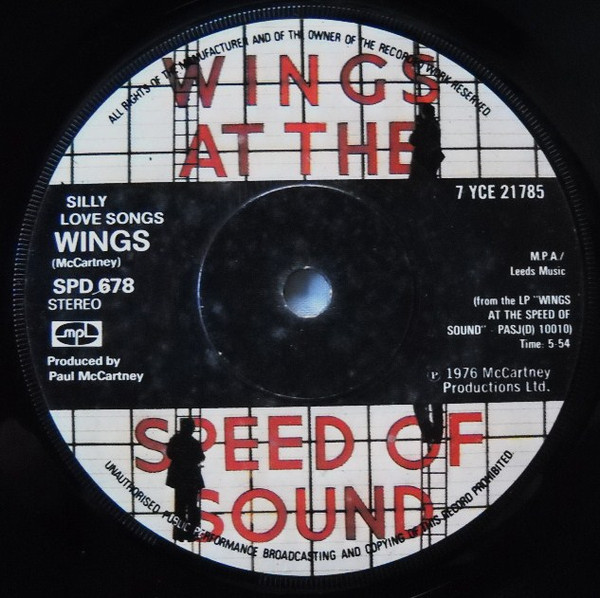 ALL RIGHTS OF THE MANUFACTURER AND OF THE OWNER OF THE RECORDED WORK RESERVED
WINGS
AT THE
7 YCE 21785
SILLY
LOVE SONGS
WINGS
(McCartney)
SPD 678
STEREO
mpl
Produced by
Paul McCartney
M.P.A/
Leeds Music
(from the LP "WINGS
AT THE SPEED OF
SOUND" - PASJ(D) 10010)
Time: 5-54
℗ 1976 McCartney
Productions Ltd.
SPEED OF
SOUND
UNAUTHORISED PUBLIC PERFORMANCE BROADCASTING AND COPYING OF THIS RECORD PROHIBITED